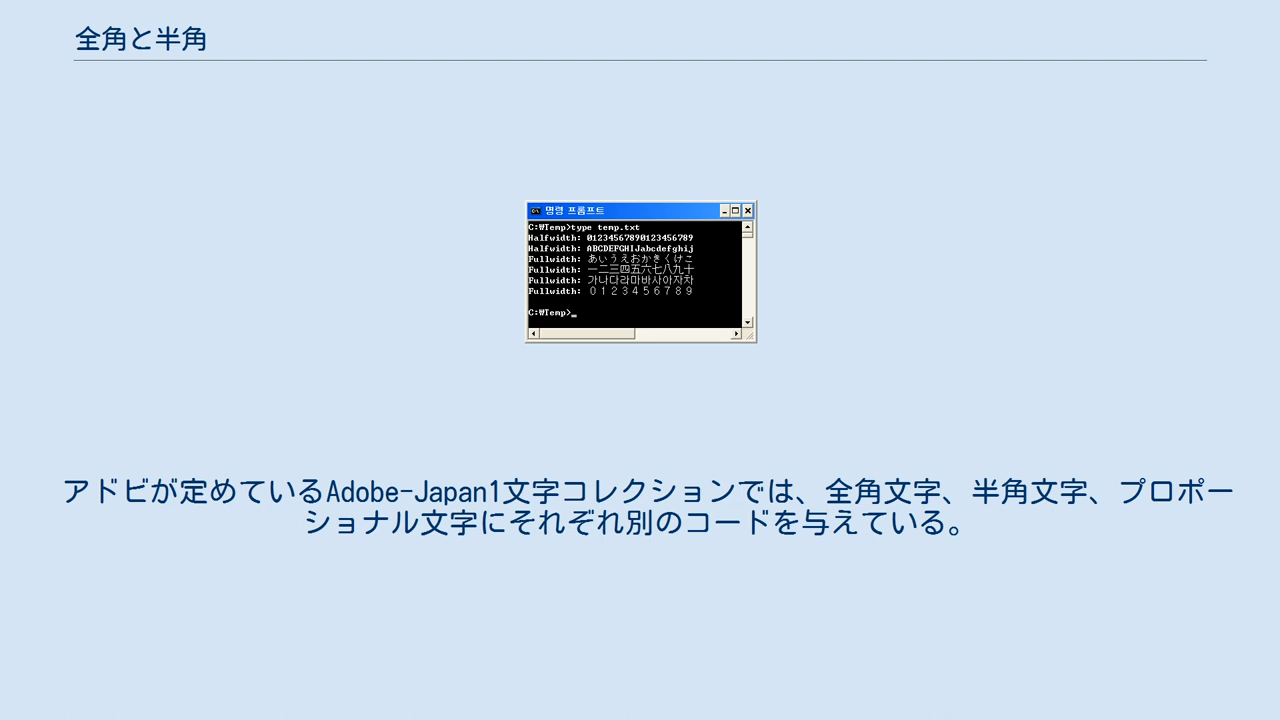 全角と半角
명령 프롬프트
C:₩Temp>type temp.txt
Halfwidth: 01234567890123456789
Halfwidth: ABCDEFGHIJabcdefghij
Fullwidth: あいうえおかきくけこ
Fullwidth: 一二三四五六七八九十
Fullwidth: 가나다라마바사아자차
Fullwidth: ０１２３４５６７８９
C:₩Temp>_
アドビが定めているAdobe-Japan1文字コレクションでは、全角文字、半角文字、プロポー
ショナル文字にそれぞれ別のコードを与えている。